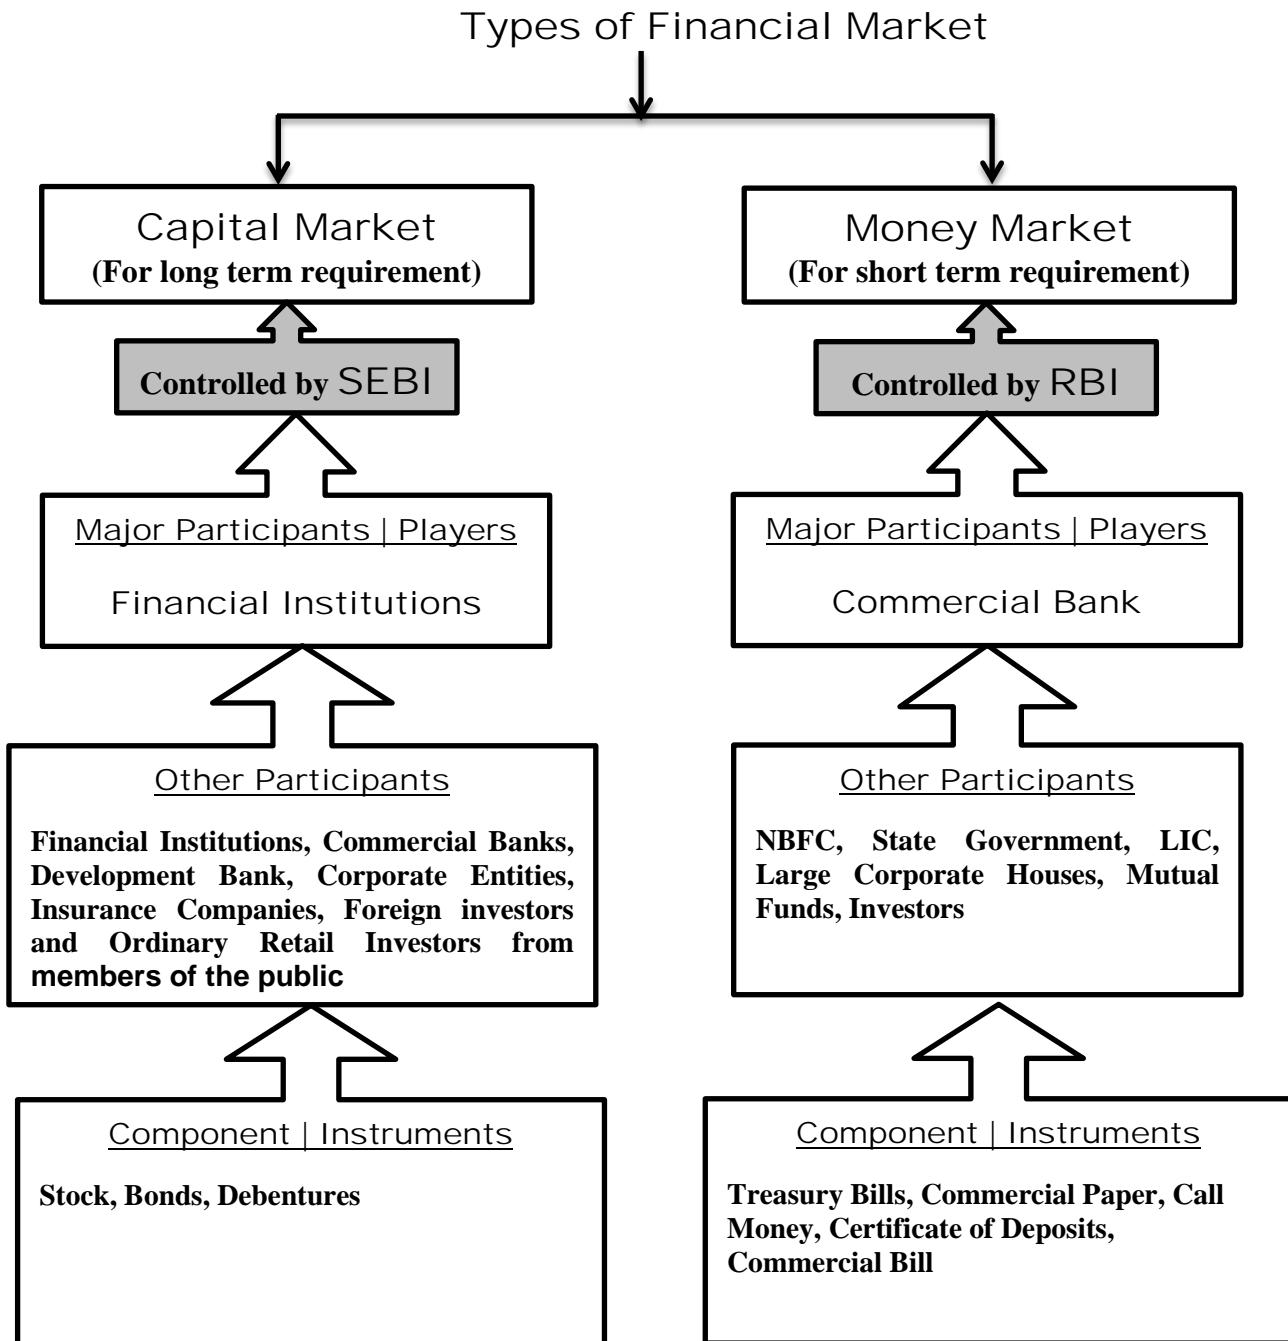 Types of Financial Market
Capital Market
(For long term requirement)
Controlled by SEBI
Major Participants | Players
Financial Institutions
Other Participants
Financial Institutions, Commercial Banks,
Development Bank, Corporate Entities,
Insurance Companies, Foreign investors
and Ordinary Retail Investors from
members of the public
Component | Instruments
Stock, Bonds, Debentures
Money Market
(For short term requirement)
Controlled by RBI
Major Participants | Players
Commercial Bank
Other Participants
NBFC, State Government, LIC,
Large Corporate Houses, Mutual
Funds, Investors
Component | Instruments
Treasury Bills, Commercial Paper, Call
Money, Certificate of Deposits,
Commercial Bill